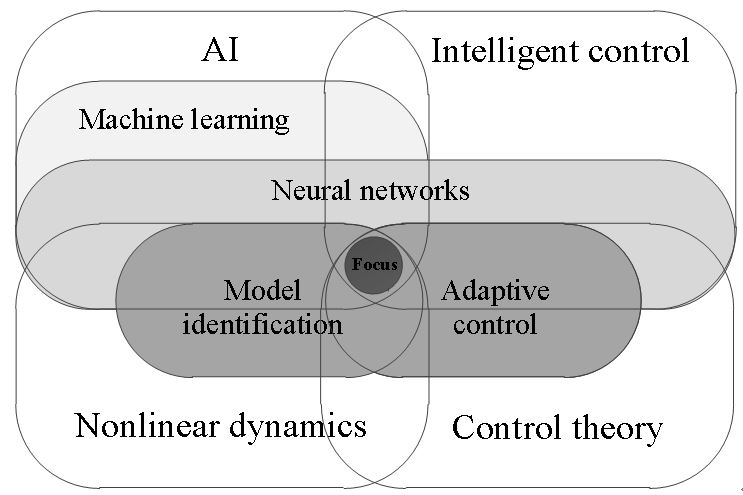 AI
Intelligent control
Machine learning
Neural networks
Focus
Model
identification
Adaptive
control
Nonlinear dynamics
Control theory